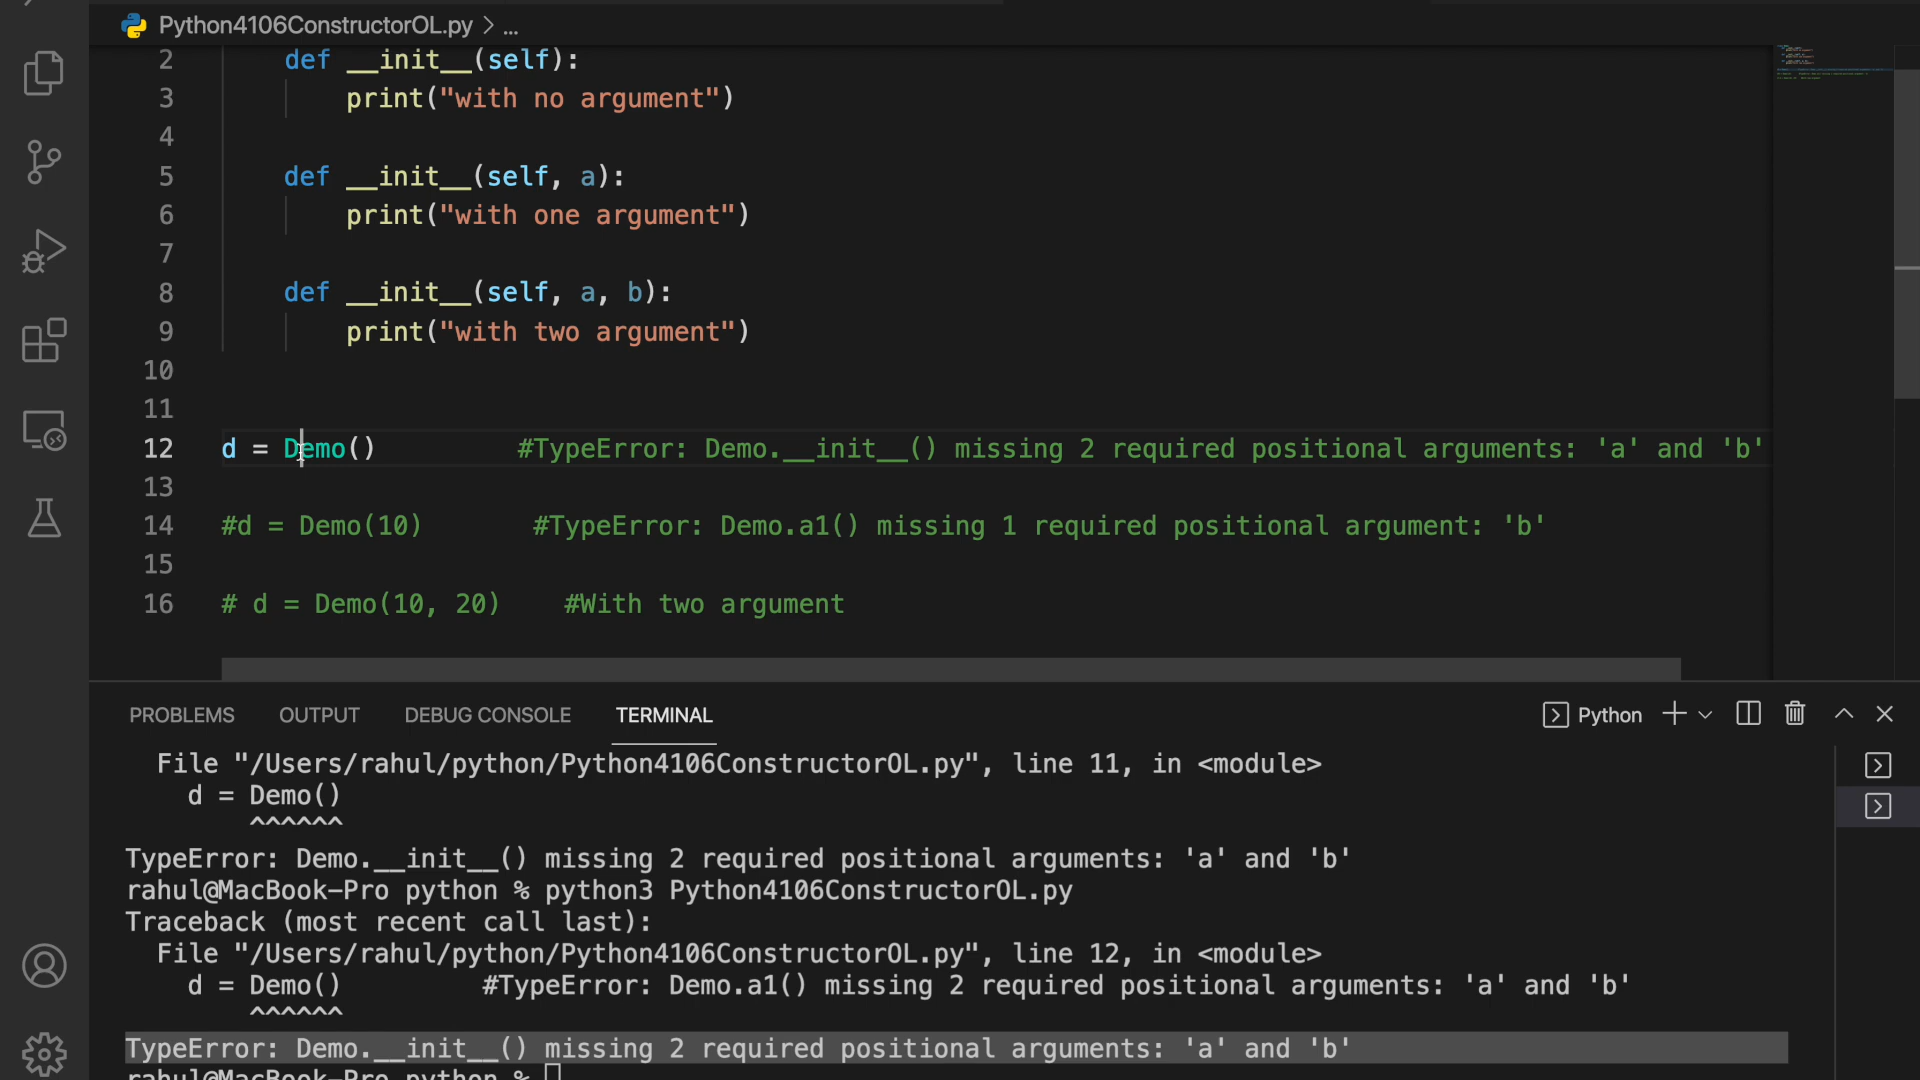 Python4106ConstructorOL.py > ...
2 def __init__(self):
3 print("with no argument")
4
5 def __init__(self, a):
6 print("with one argument")
7
8 def __init__(self, a, b):
9 print("with two argument")
10
11
12 d = Demo() #TypeError: Demo.__init__() missing 2 required positional arguments: 'a' and 'b'
13
14 #d = Demo(10) #TypeError: Demo.a1() missing 1 required positional argument: 'b'
15
16 # d = Demo(10, 20) #With two argument
PROBLEMS OUTPUT DEBUG CONSOLE TERMINAL Python
File "/Users/rahul/python/Python4106ConstructorOL.py", line 11, in <module>
d = Demo()
^^^^^^
TypeError: Demo.__init__() missing 2 required positional arguments: 'a' and 'b'
rahul@MacBook-Pro python % python3 Python4106ConstructorOL.py
Traceback (most recent call last):
File "/Users/rahul/python/Python4106ConstructorOL.py", line 12, in <module>
d = Demo() #TypeError: Demo.a1() missing 2 required positional arguments: 'a' and 'b'
^^^^^^
TypeError: Demo.__init__() missing 2 required positional arguments: 'a' and 'b'
rahul@MacBook-Pro python %